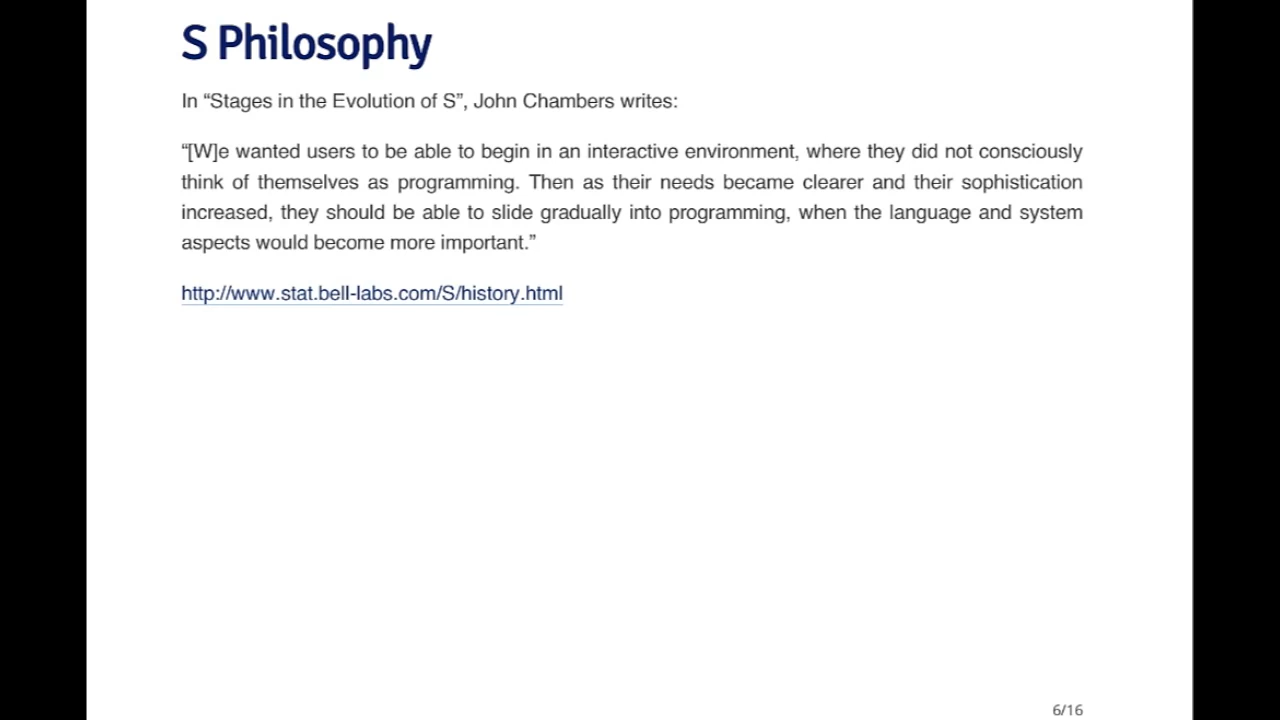 S Philosophy
In “Stages in the Evolution of S”, John Chambers writes:
“[W]e wanted users to be able to begin in an interactive environment, where they did not consciously
think of themselves as programming. Then as their needs became clearer and their sophistication
increased, they should be able to slide gradually into programming, when the language and system
aspects would become more important.”
http://www.stat.bell-labs.com/S/history.html
6/16